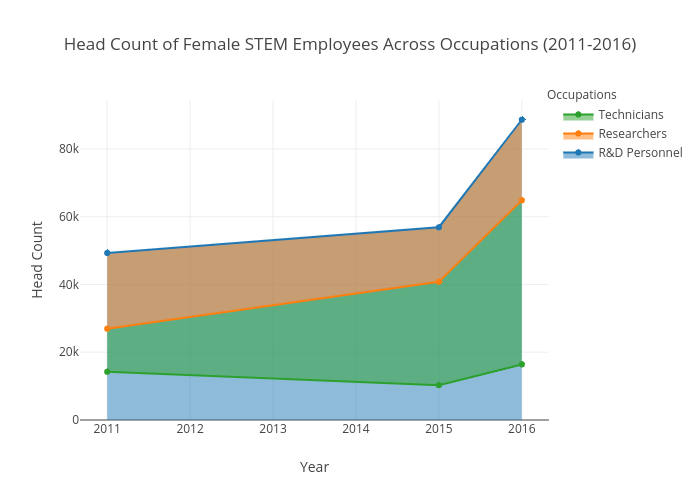 Head Count of Female STEM Employees Across Occupations (2011-2016)
Occupations
Technicians
Researchers
R&D Personnel
80k
60k
40k
20k
0
Head Count
2011 2012 2013 2014 2015 2016
Year